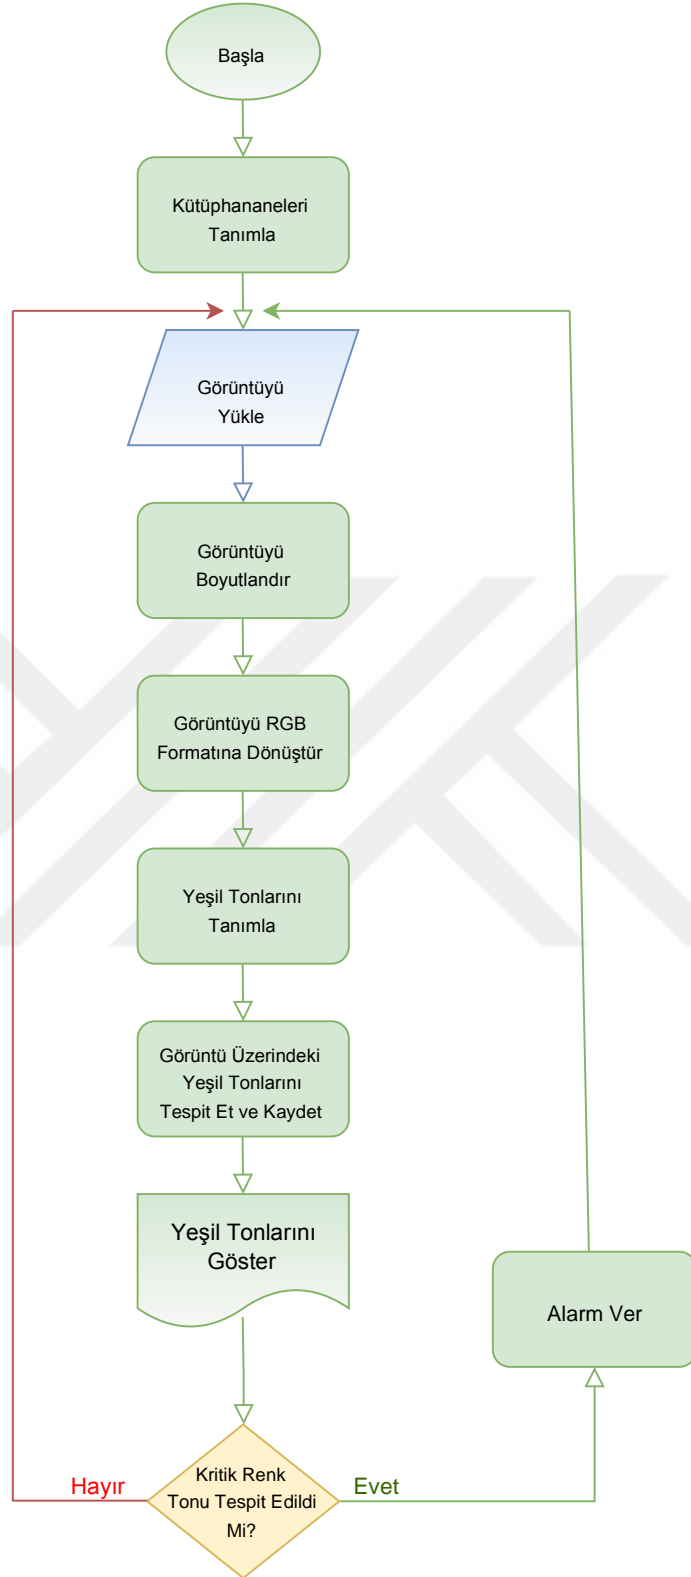 Başla
Kütüphananeleri
Tanımla
Görüntüyü
Yükle
Görüntüyü
Boyutlandır
Görüntüyü RGB
Formatına Dönüştür
Yeşil Tonlarını
Tanımla
Görüntü Üzerindeki
Yeşil Tonlarını
Tespit Et ve Kaydet
Yeşil Tonlarını
Göster
Alarm Ver
Kritik Renk
Tonu Tespit Edildi
Mi?
Hayır
Evet